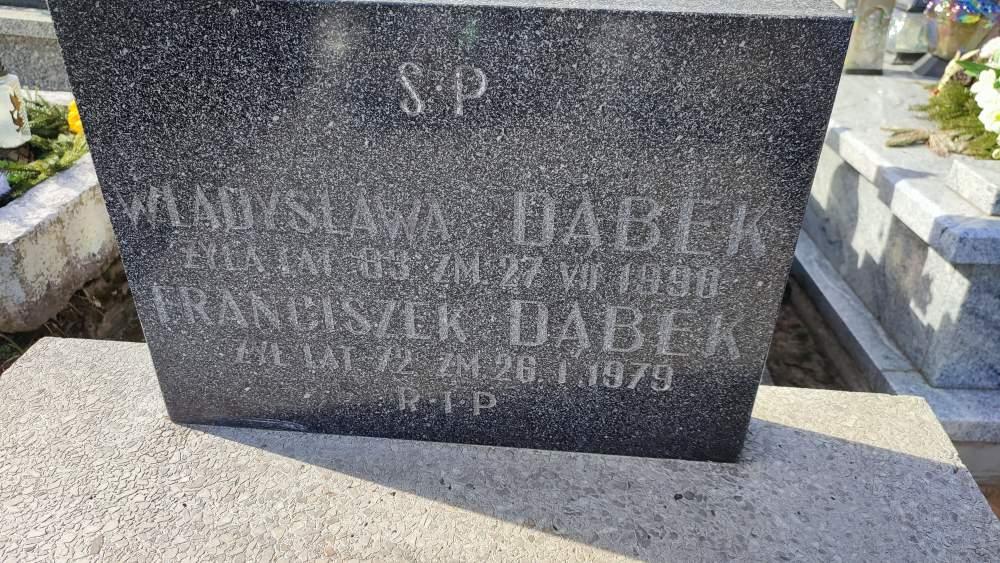 Ś·P
WŁADYSŁAWA DĄBEK
ŻYŁA LAT 83 ZM. 27 VII 1990
FRANCISZEK DĄBEK
ŻYŁ LAT 72 ZM 26 I 1979
R·I·P